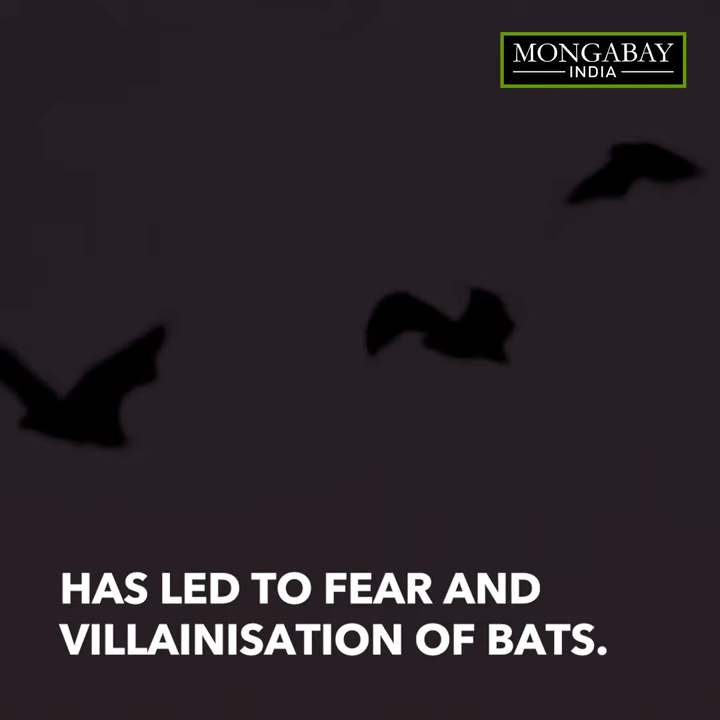 MONGABAY
INDIA
HAS LED TO FEAR AND
VILLAINISATION OF BATS.